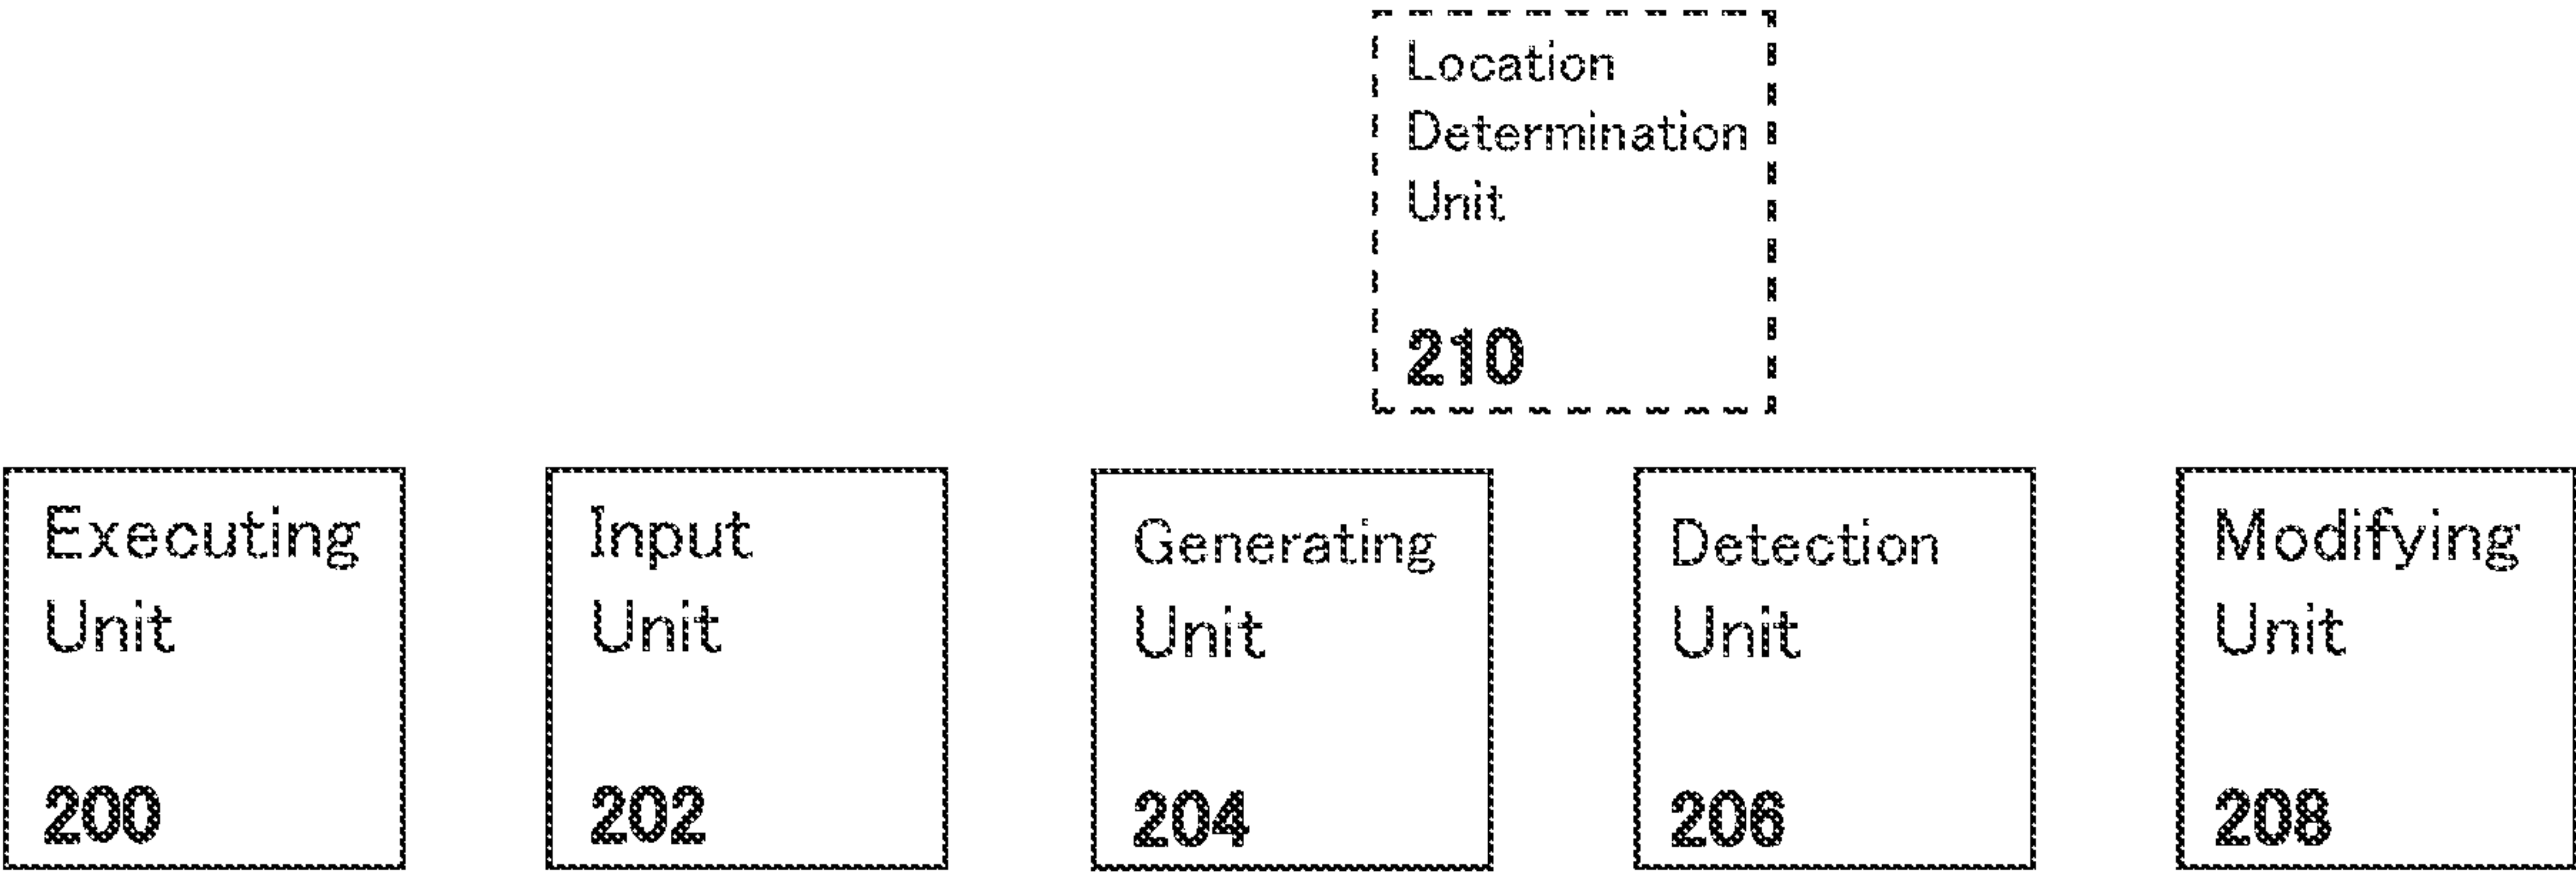 Location
Determination
Unit
210
Executing
Unit
200
Input
Unit
202
Generating
Unit
204
Detection
Unit
206
Modifying
Unit
208